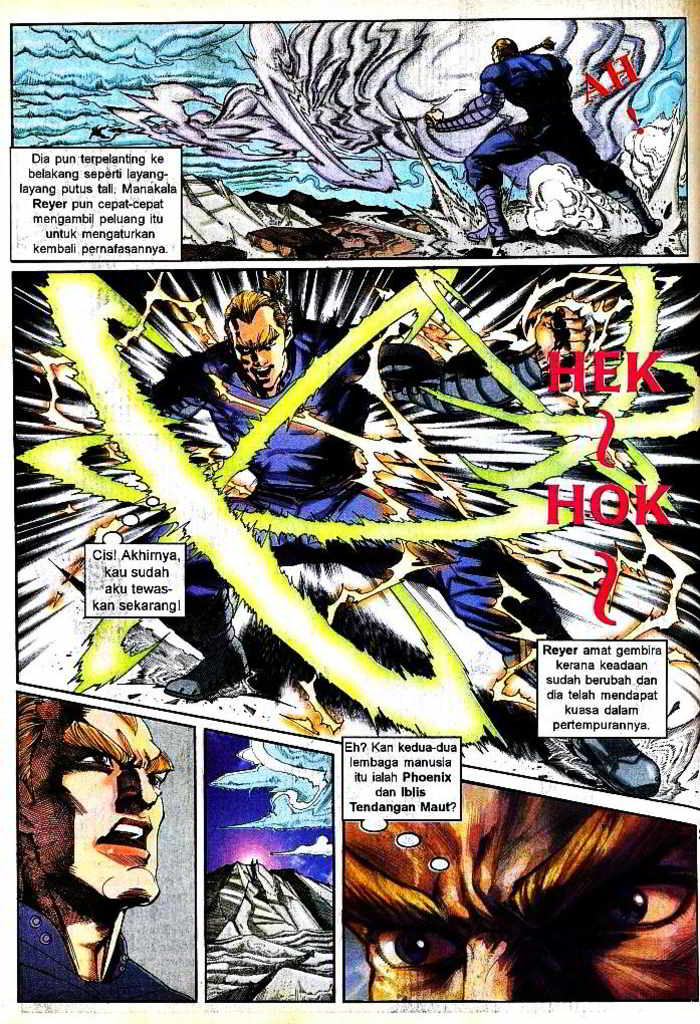 AH
!
Dia pun terpelanting ke
belakang seperti layang-
layang putus tali. Manakala
Reyer pun cepat-cepat
mengambil peluang itu
untuk mengaturkan
kembali pernafasannya.
HEK
~
HOK
~
Cis! Akhirnya,
kau sudah
aku tewas-
kan sekarang!
Reyer amat gembira
kerana keadaan
sudah berubah dan
dia telah mendapat
kuasa dalam
pertempurannya.
Eh? Kan kedua-dua
lembaga manusia
itu ialah Phoenix
dan Iblis
Tendangan Maut?